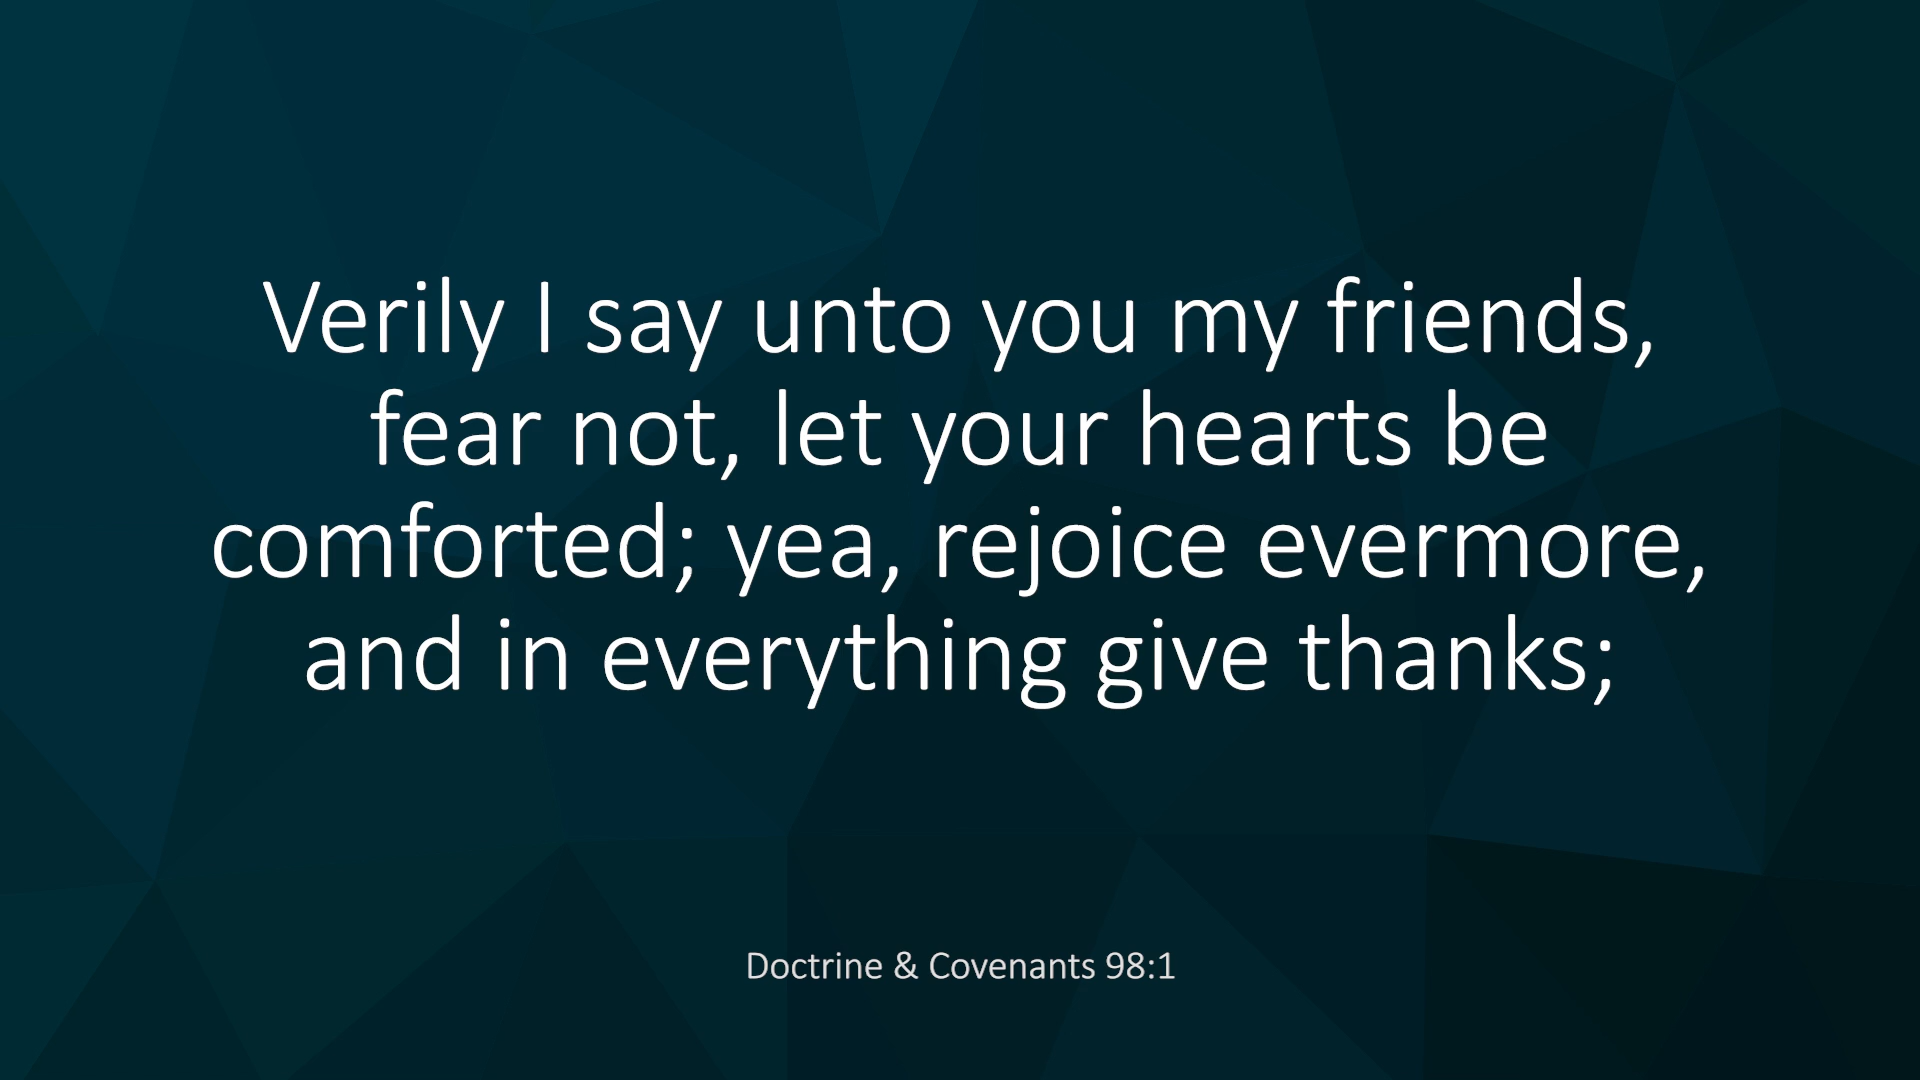 Verily I say unto you my friends,
fear not, let your hearts be
comforted; yea, rejoice evermore,
and in everything give thanks;
Doctrine & Covenants 98:1